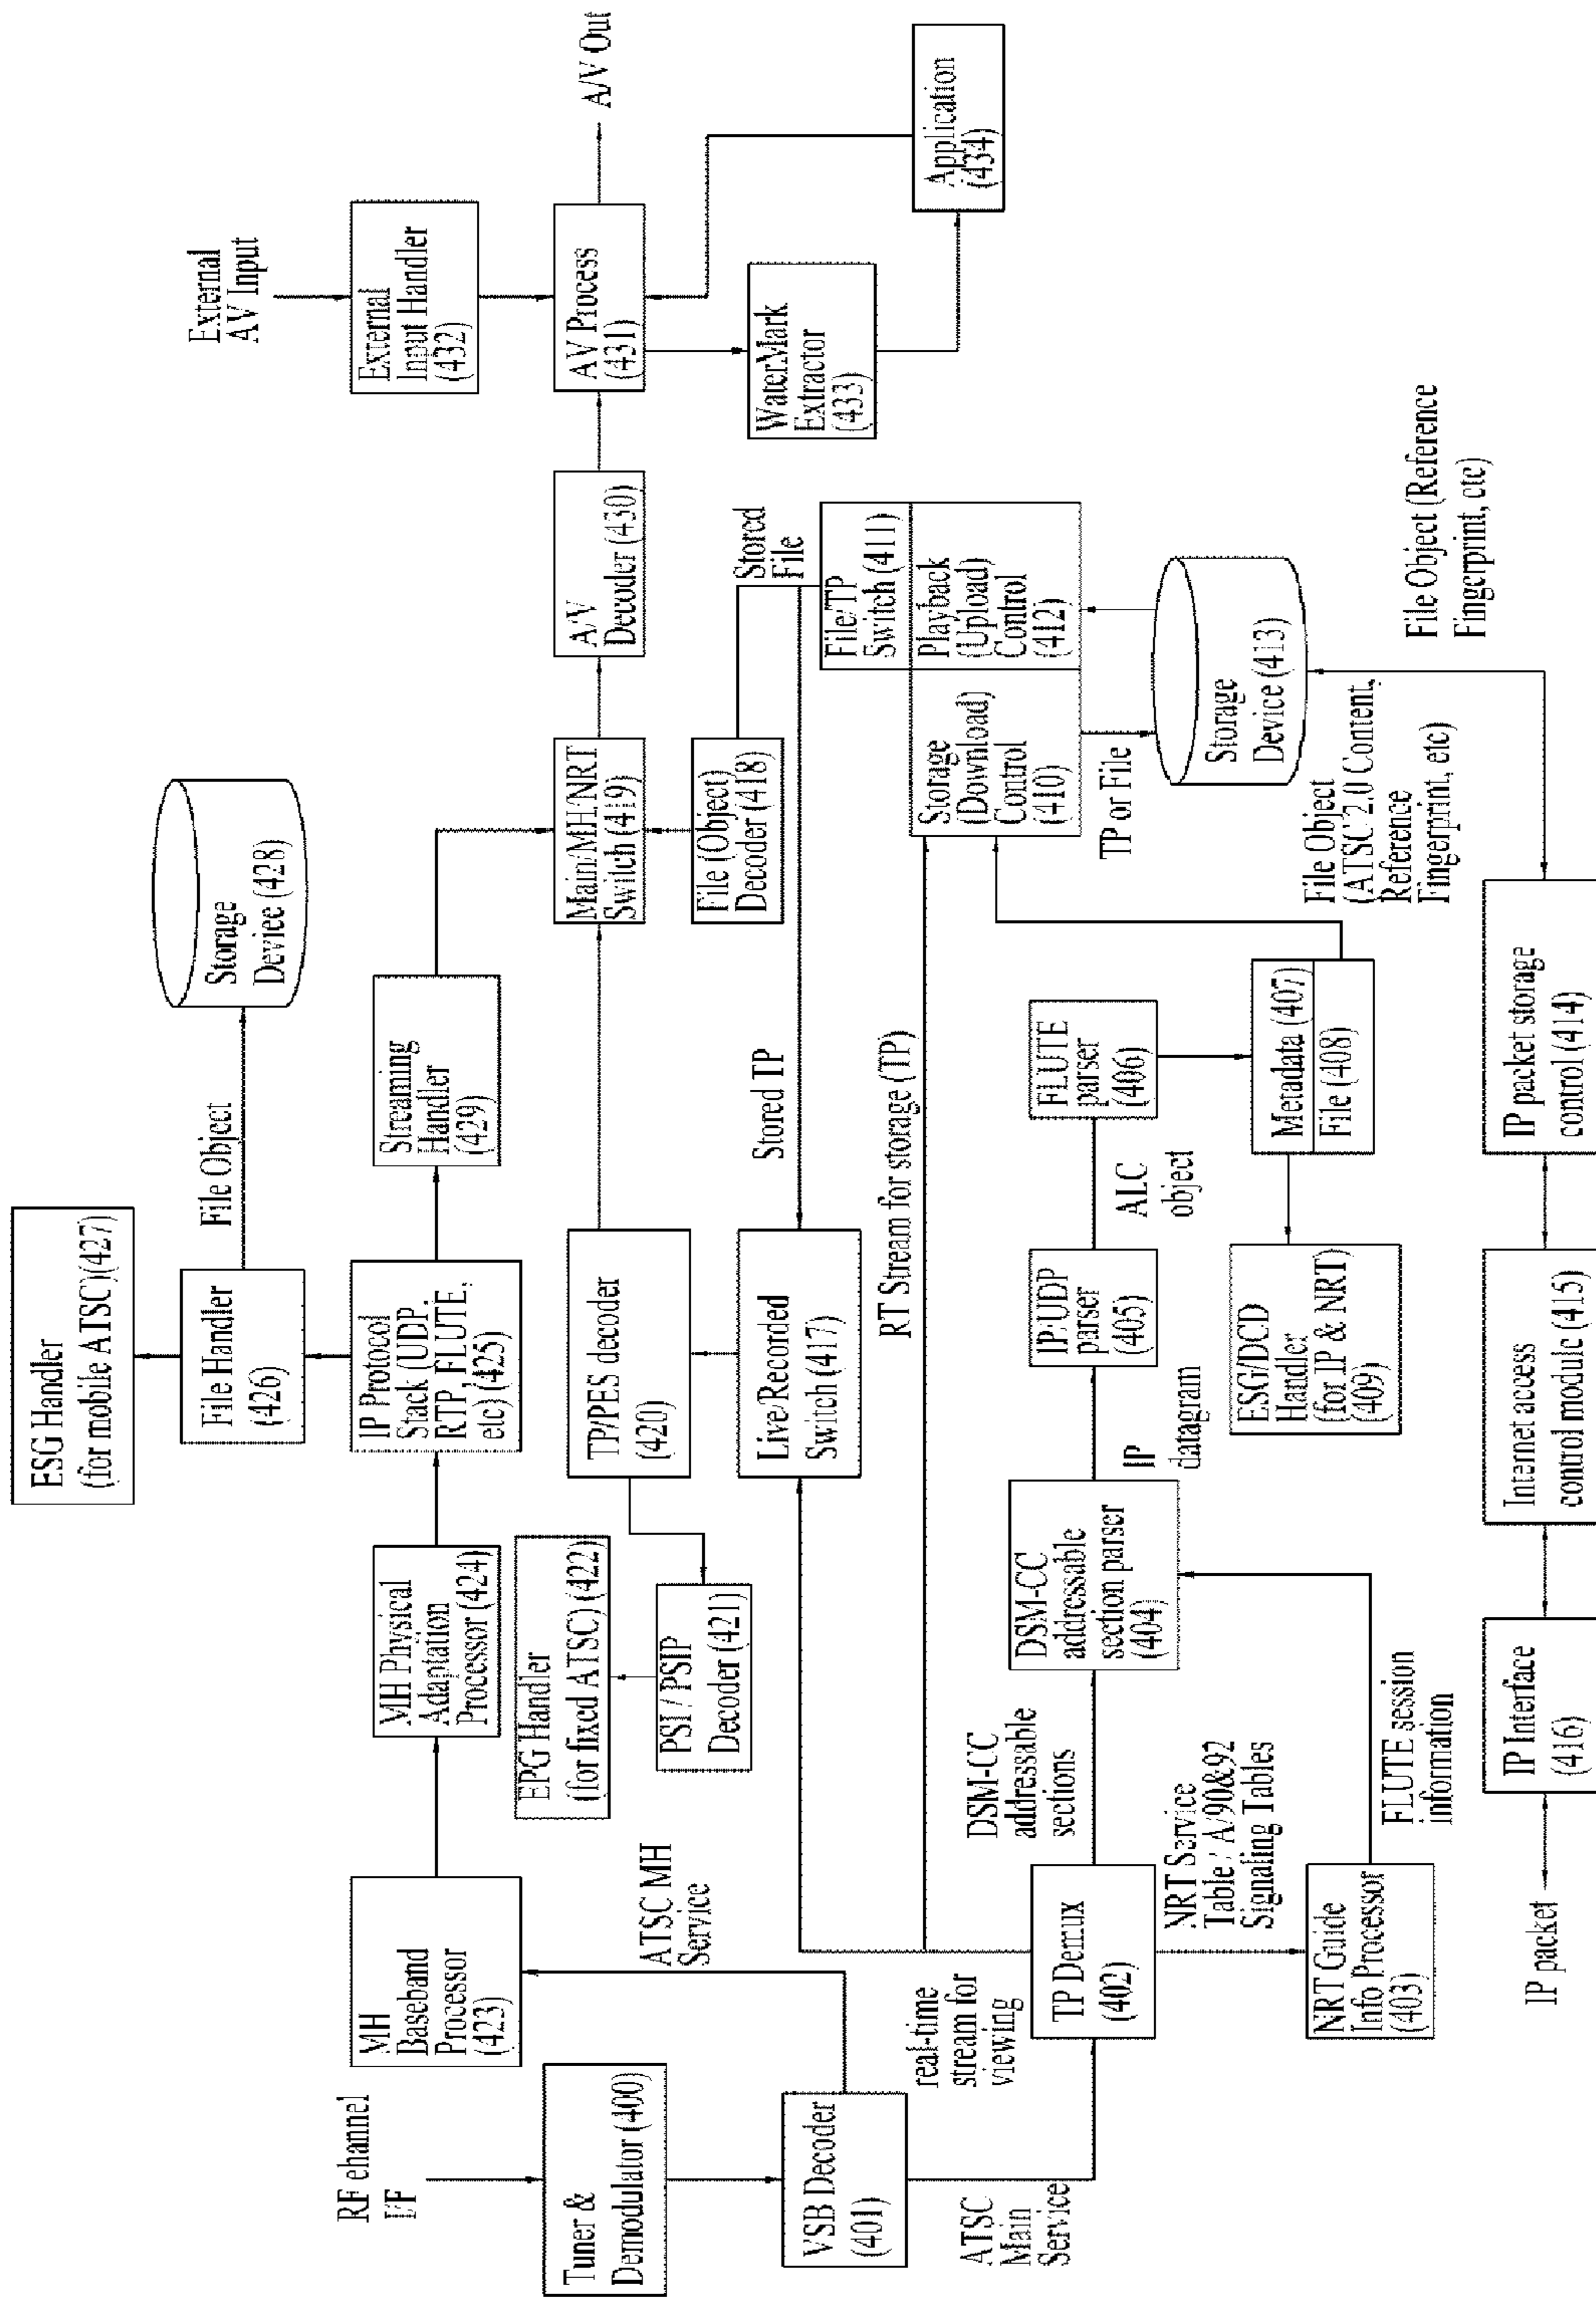 RF ehannel
I/F
Tuner &
Demodulator (400)
VSB Decoder
(401)
ATSC
Main
Service
ATSC MH
Service
MH
Baseband
Processor
(423)
MH Physical
Adaptation
Processor (424)
IP Protocol
Stack (UDP.
RTP, FLUTE,
etc) (425)
File Handler
(426)
ESG Handler
(for mobile ATSC)(427)
File Object
Storage
Deviee (428)
Streaming
Handler
(429)
EPG Handler
(for fixed ATSC) (422)
PSI / PSIP
Decoder (421)
TP/PES decoder
(420)
Live/Recorded
Switch (417)
Main/MH/NRT
Switch (419)
File (Object)
Decoder (418)
A/V
Decoder (430)
External
AV Input
External
Input Handler
(432)
AV Process
(431)
A/V Out
WaterMark
Extractor
(433)
Application
(434)
Stored
File
Stored TP
RT Stream for storage (TP)
File/TP
Switch (411)
Playback
(Upload)
Control
(412)
Storage
(Download)
Control
(410)
TP or File
Storage
Device (413)
real-time
stream for
viewing
TP Demux
(402)
DSM-CC
addressable
sections
DSM-CC
addressable
section parser
(404)
IP
datagram
IP/UDP
parser
(405)
ALC
object
FLUTE
parser
(406)
Metadata (407)
File (408)
ESG/DCD
Handler
(for IP & NRT)
(409)
NRT Service
Table / A/90&92
Signaling Tables
NRT Guide
Info Processor
(403)
FLUTE session
information
File Object
(ATSC 2.0 Content,
Reference
Fingerprint, etc)
File Object (Reference
Fingerprint, etc)
IP packet
IP Interface
(416)
Internet access
control module (415)
IP packet storage
control (414)